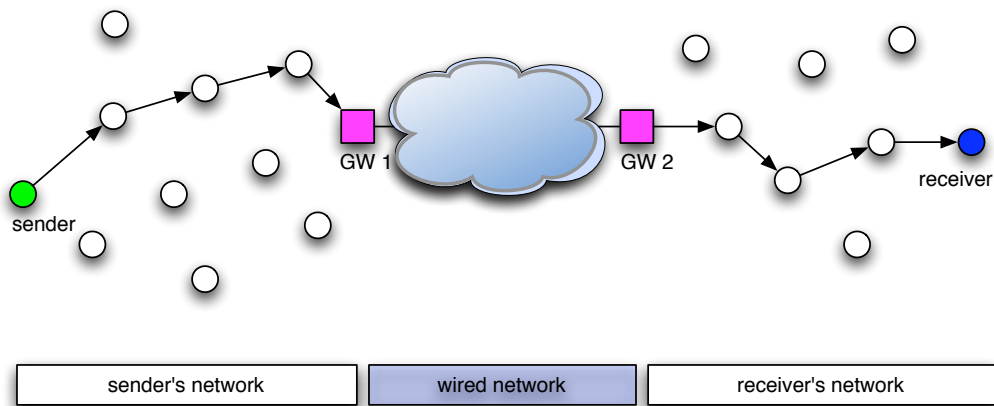 GW 1
GW 2
receiver
sender
sender's network
wired network
receiver's network